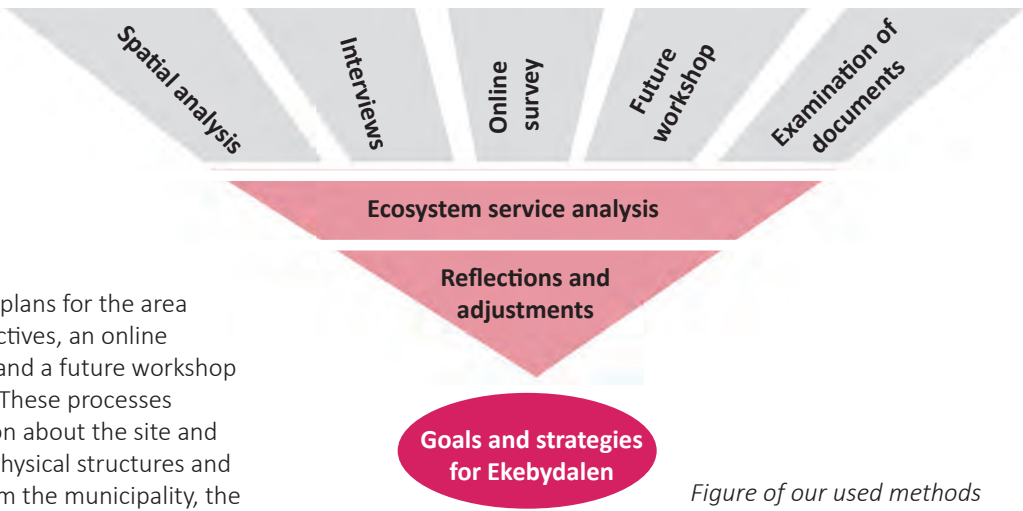 Spatial analysis
Interviews
Online
survey
Future
workshop
Examination of
documents
Ecosystem service analysis
Reflections and
adjustments
Goals and strategies
for Ekebydalen
plans for the area
ctives, an online
and a future workshop
These processes
on about the site and
hysical structures and
m the municipality, the
Figure of our used methods